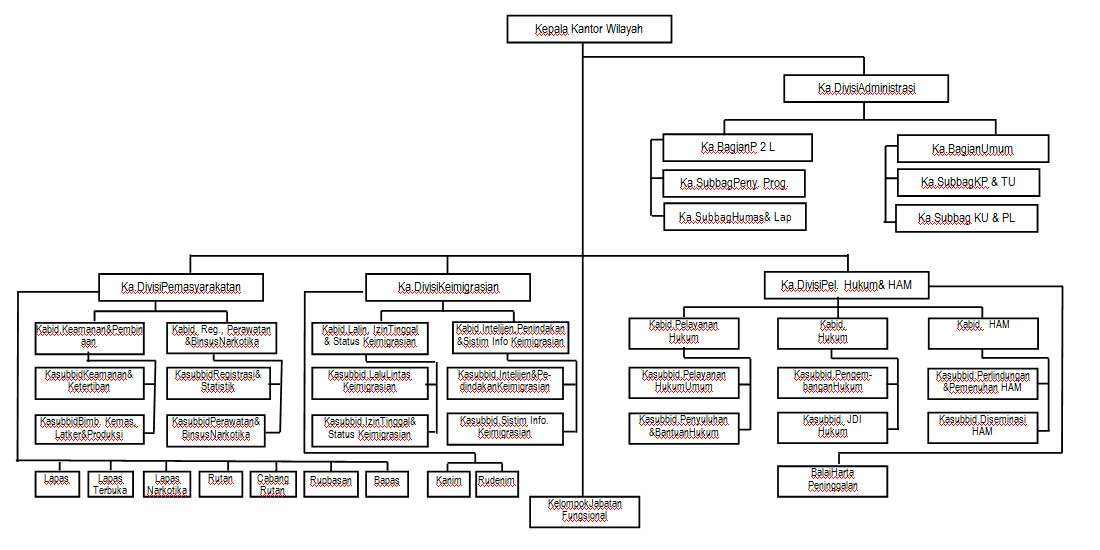 Kepala Kantor Wilayah
Ka.DivisiAdministrasi
Ka.BagianP 2 L
Ka.BagianUmum
Ka.SubbagPeny. Prog.
Ka.SubbagKP & TU
Ka.SubbagHumas& Lap
Ka.Subbag KU & PL
Ka.DivisiPemasyarakatan
Ka.DivisiKeimigrasian
Ka.DivisiPel. Hukum& HAM
Kabid.Keamanan&Pembin
aan
Kabid. Reg., Perawatan
&BinsusNarkotika
Kabid.Lalin, IzinTinggal
& Status Keimigrasian
Kabid.Intelijen,Penindakan
&Sistim Info Keimigrasian
Kabid.Pelayanan
Hukum
Kabid.
Hukum
Kabid. HAM
KasubbidKeamanan&
Ketertiban
KasubbidRegistrasi&
Statistik
Kasubbid.LaluLintas
Keimigrasian
Kasubbid.Intelijen&Pe-
dindakanKeimigrasian
Kasubbid.Pelayanan
HukumUmum
Kasubbid.Pengem-
banganHukum
Kasubbid.Perlindungan
&Pemenuhan HAM
KasubbidBimb. Kemas,
Latker&Produksi
KasubbidPerawatan&
BinsusNarkotika
Kasubbid.IzinTinggal&
Status Keimigrasian
Kasubbid.Sistim Info.
Keimigrasian
Kasubbid.Penyuluhan
&BantuanHukum
Kasubbid. JDI
Hukum
Kasubbid.Diseminasi
HAM
Lapas
Lapas
Terbuka
Lapas
Narkotika
Rutan
Cabang
Rutan
Rupbasan
Bapas
Kanim
Rudenim
BalaiHarta
Peninggalan
KelompokJabatan
Fungsional